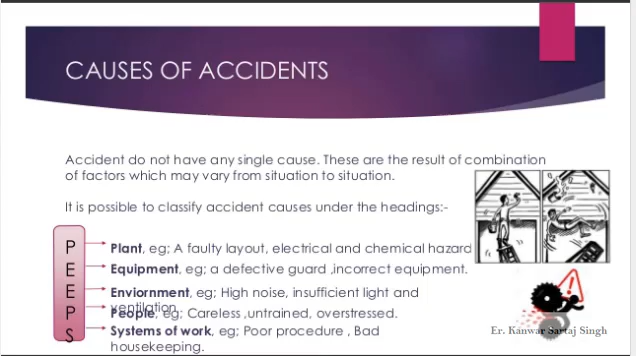 CAUSES OF ACCIDENTS
Accident do not have any single cause. These are the result of combination
of factors which may vary from situation to situation.
It is possible to classify accident causes under the headings:-
P
E
E
P
S
Plant, eg; A faulty layout, electrical and chemical hazard
Equipment, eg; a defective guard ,incorrect equipment.
Enviornment, eg; High noise, insufficient light and
ventilation
People, eg; Careless ,untrained, overstressed.
Systems of work, eg; Poor procedure , Bad
housekeeping.
Er. Kanwar Sartaj Singh